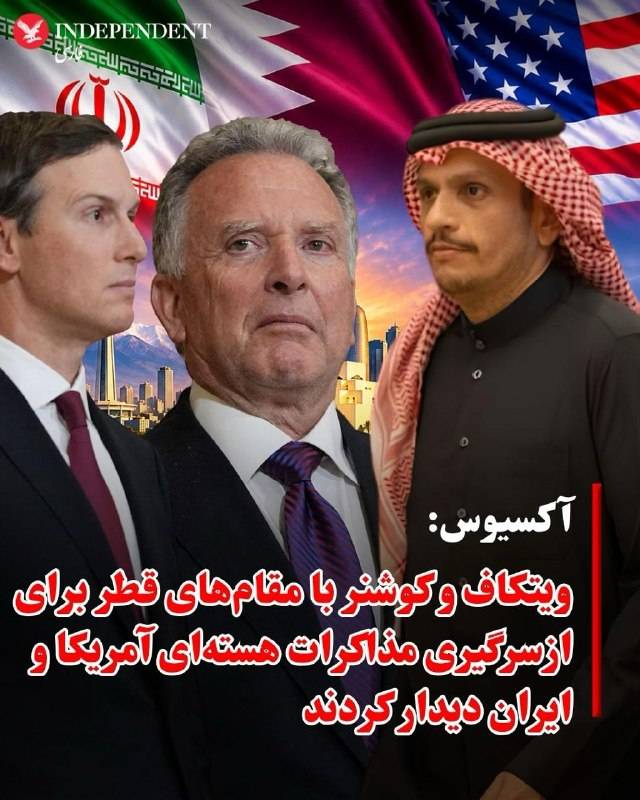 INDEPENDENT
فارسی
آکسیوس:
ویتکاف و کوشنر با مقام‌های قطر برای
ازسرگیری مذاکرات هسته‌ای آمریکا و
ایران دیدار کردند